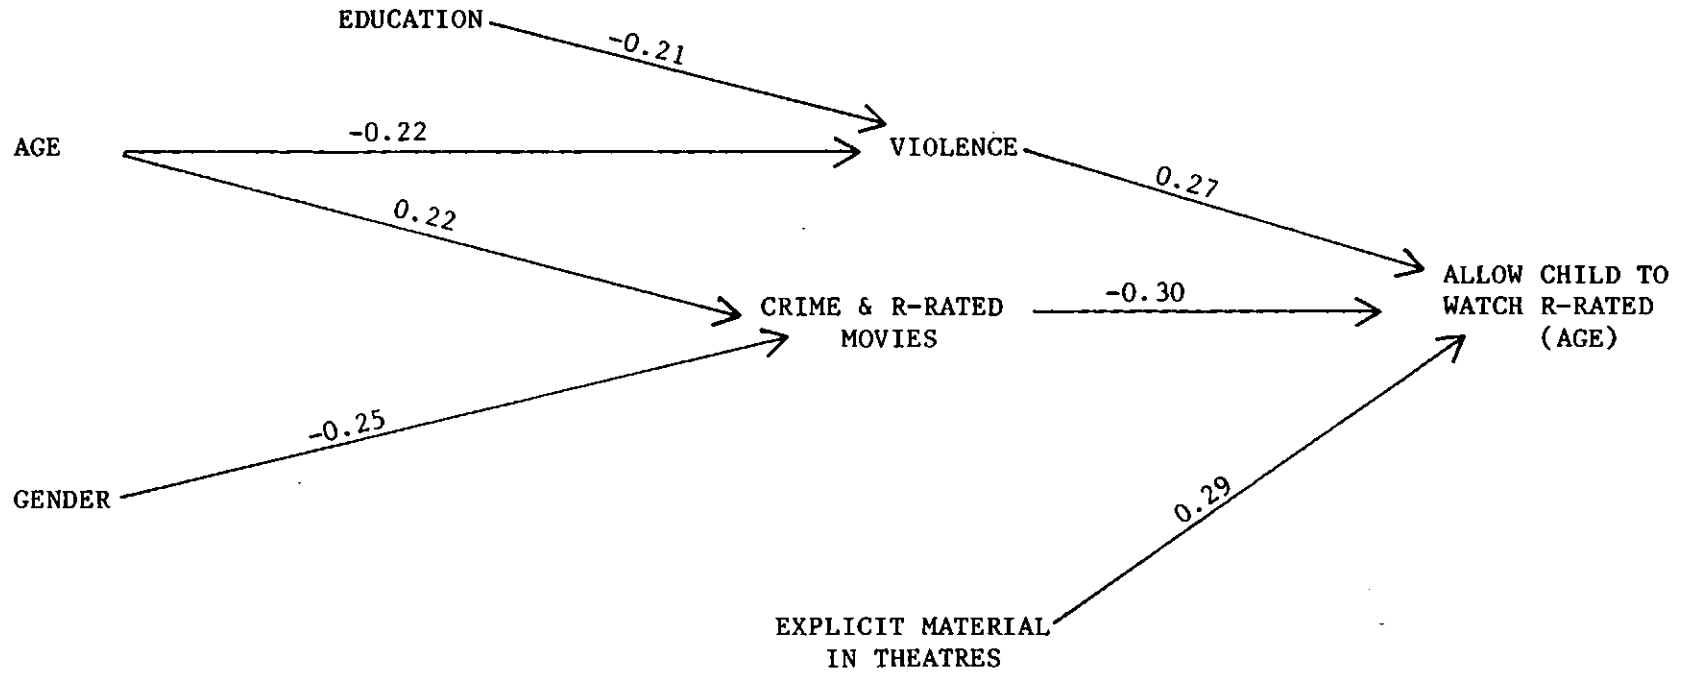 EDUCATION
-0.21
AGE
-0.22
VIOLENCE
0.27
0.22
ALLOW CHILD TO
WATCH R-RATED
(AGE)
CRIME & R-RATED
MOVIES
-0.30
-0.25
GENDER
0.29
EXPLICIT MATERIAL
IN THEATRES